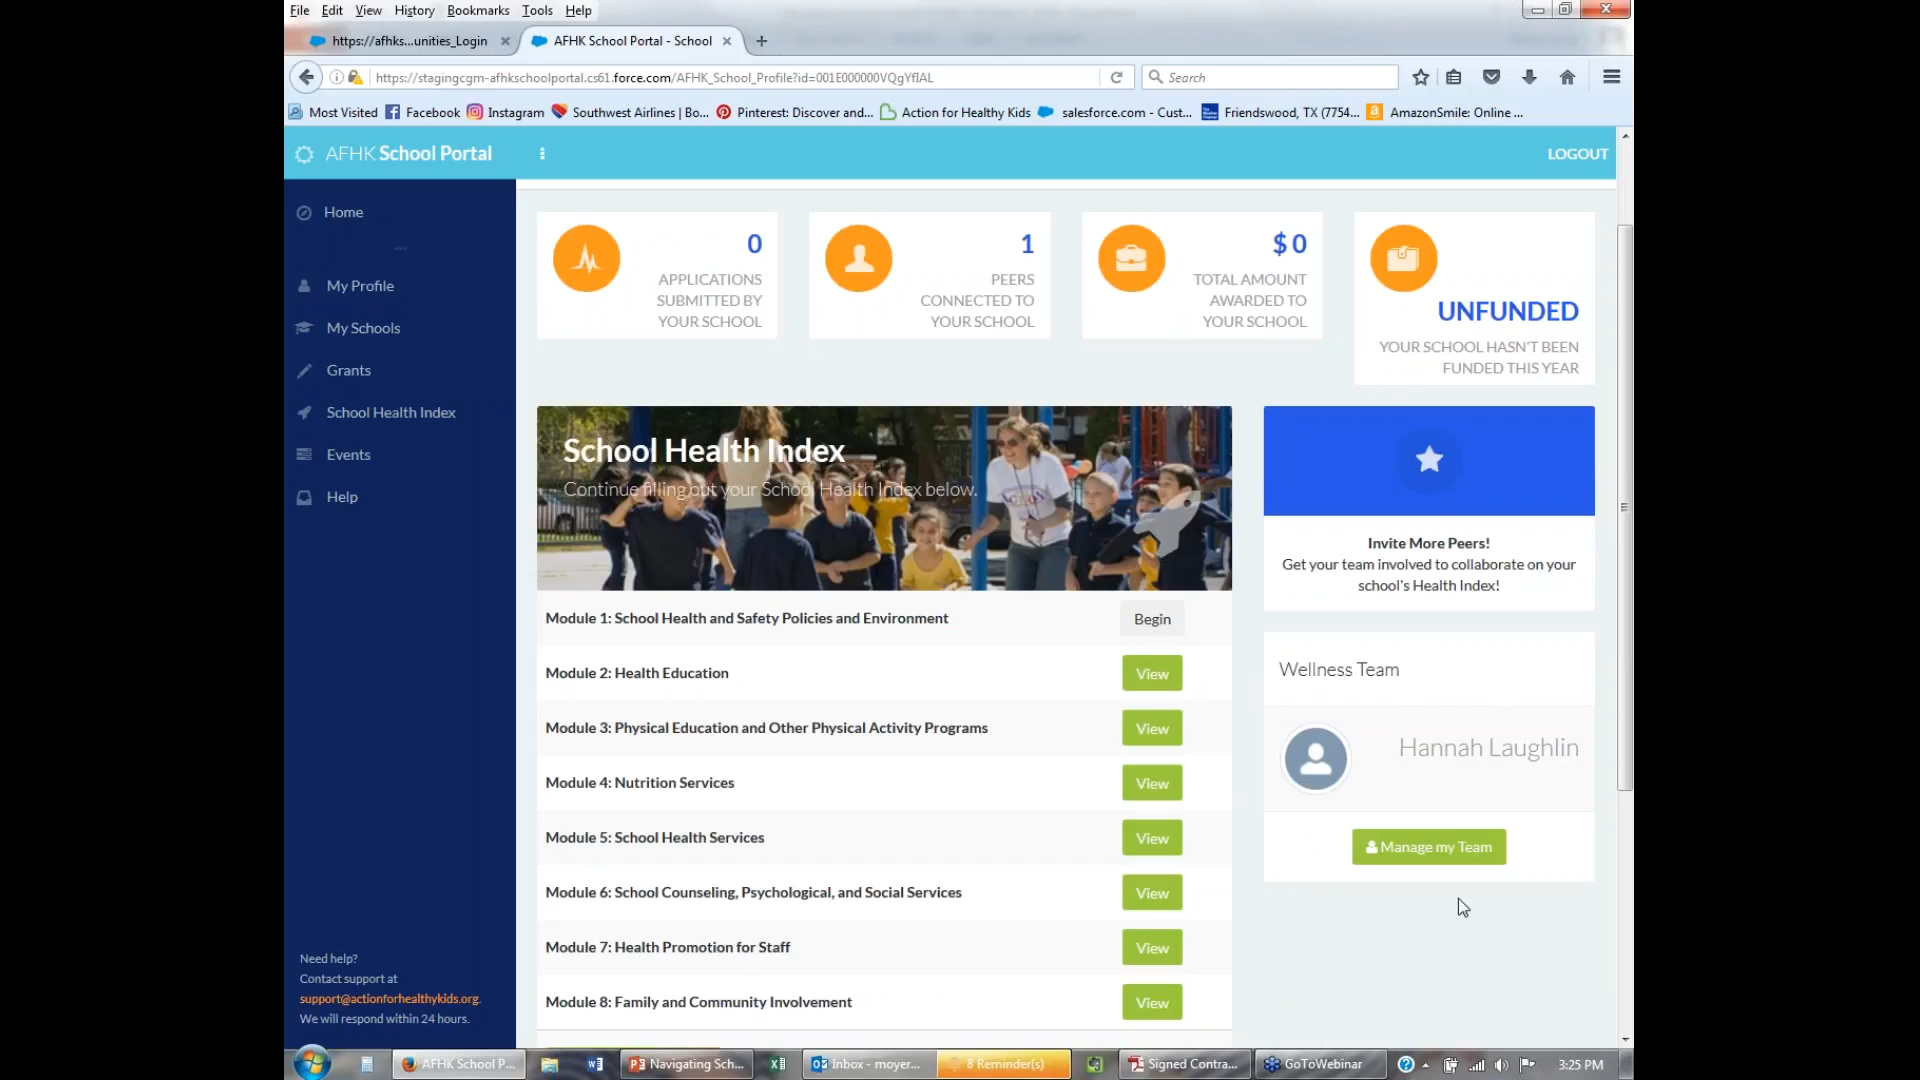 File Edit View History Bookmarks Tools Help
https://afhks...unities_Login
AFHK School Portal - School
https://stagingcgm-afhkschoolportal.cs61.force.com/AFHK_School_Profile?id=001E000000VQgYfIAL
Search
Most Visited Facebook Instagram Southwest Airlines | Bo... Pinterest: Discover and... Action for Healthy Kids salesforce.com - Cust... Friendswood, TX (7754... AmazonSmile: Online ...
AFHK School Portal
LOGOUT
Home
My Profile
My Schools
Grants
School Health Index
Events
Help
Need help?
Contact support at
support@actionforhealthykids.org.
We will respond within 24 hours.
0
APPLICATIONS
SUBMITTED BY
YOUR SCHOOL
1
PEERS
CONNECTED TO
YOUR SCHOOL
$ 0
TOTAL AMOUNT
AWARDED TO
YOUR SCHOOL
UNFUNDED
YOUR SCHOOL HASN'T BEEN
FUNDED THIS YEAR
School Health Index
Continue filling out your School Health Index below.
Module 1: School Health and Safety Policies and Environment Begin
Module 2: Health Education View
Module 3: Physical Education and Other Physical Activity Programs View
Module 4: Nutrition Services View
Module 5: School Health Services View
Module 6: School Counseling, Psychological, and Social Services View
Module 7: Health Promotion for Staff View
Module 8: Family and Community Involvement View
Invite More Peers!
Get your team involved to collaborate on your
school's Health Index!
Wellness Team
Hannah Laughlin
Manage my Team
AFHK School P... Navigating Sch... Inbox - moyer... 8 Reminder(s) Signed Contra... GoToWebinar 3:25 PM